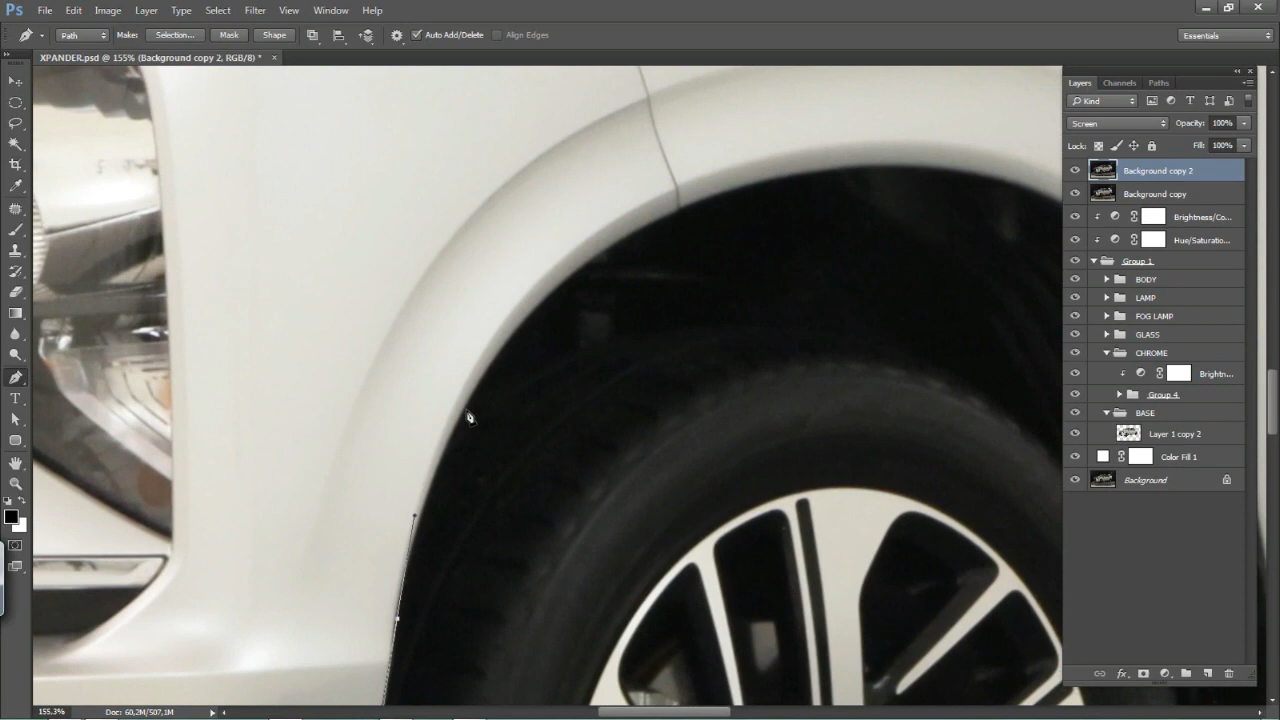 Ps File Edit Image Layer Type Select Filter View Window Help
Path Make: Selection... Mask Shape Auto Add/Delete Align Edges Essentials
XPANDER.psd @ 155% (Background copy 2, RGB/8) * ×
Layers Channels Paths
Kind
Screen Opacity: 100%
Lock: Fill: 100%
Background copy 2
Background copy
Brightness/Co...
Hue/Saturatio...
Group 1
BODY
LAMP
FOG LAMP
GLASS
CHROME
Brightn...
Group 4
BASE
Layer 1 copy 2
Color Fill 1
Background
155,3% Doc: 60,2M/507,1M